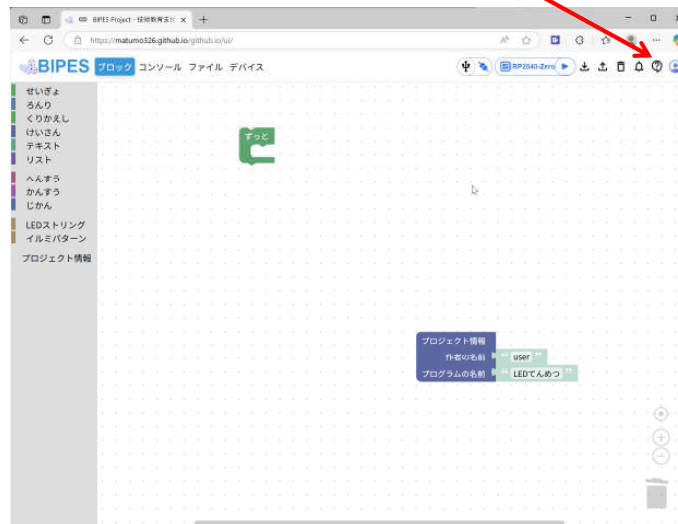 BIPES Project - 技術教育支援
https://matumo326.github.io/github.io/ui/
BIPES ブロック コンソール ファイル デバイス
RP2040-Zero
せいぎょ
ろんり
くりかえし
けいさん
テキスト
リスト
へんすう
かんすう
じかん
LEDストリング
イルミパターン
プロジェクト情報
ずっと
プロジェクト情報
作者の名前 “ user ”
プログラムの名前 “ LEDてんめつ ”